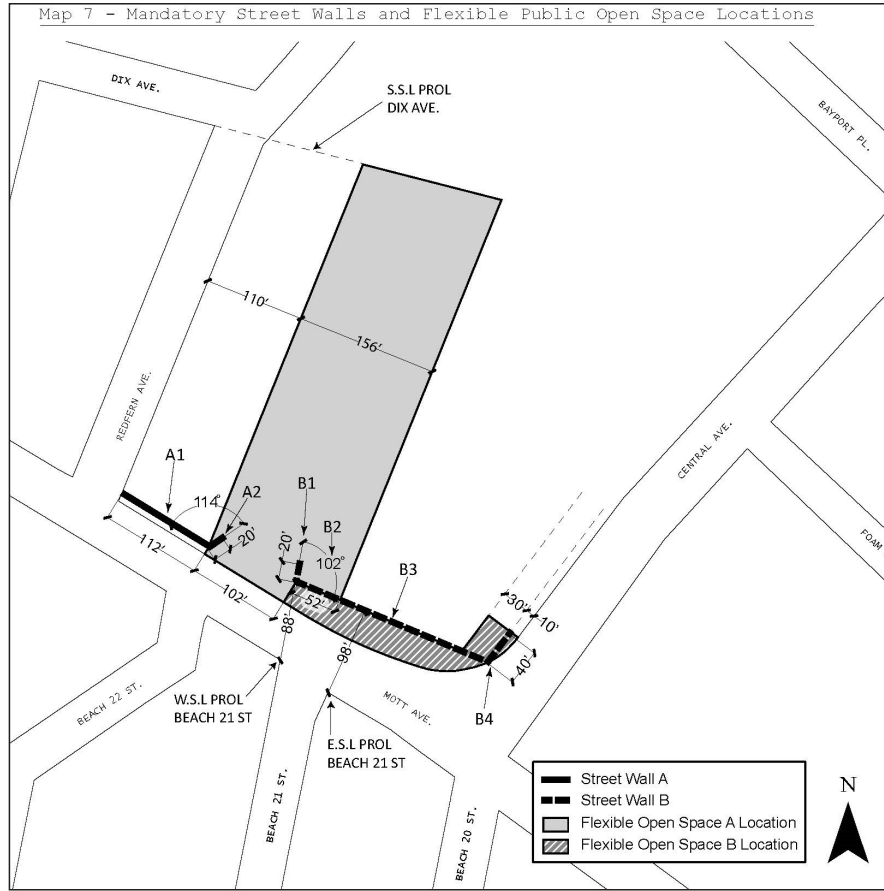 Map 7 - Mandatory Street Walls and Flexible Public Open Space Locations
DIX AVE.
S.S.L PROL
DIX AVE.
BAYPORT PL.
110'
156'
REDFERN AVE.
CENTRAL AVE.
FOAM
A1
114°
A2
20'
B1
B2
20'
102°
B3
52'
112'
102'
88'
98'
30'
10'
40'
B4
W.S.L PROL
BEACH 21 ST
E.S.L PROL
BEACH 21 ST
MOTT AVE.
BEACH 22 ST.
BEACH 21 ST.
BEACH 20 ST.
Street Wall A
Street Wall B
Flexible Open Space A Location
Flexible Open Space B Location
N